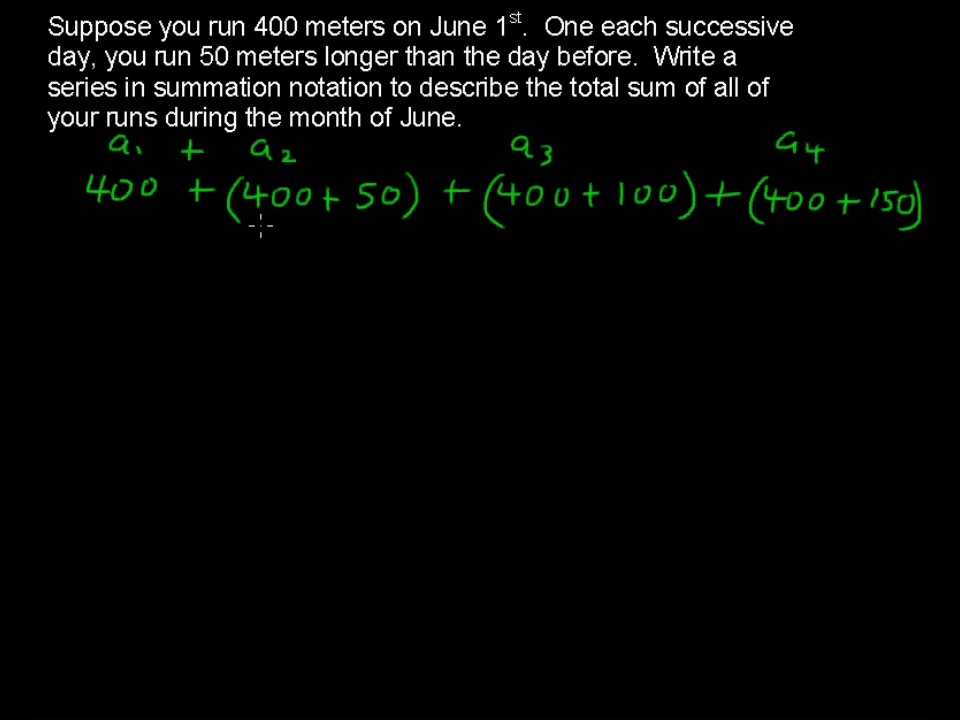 Suppose you run 400 meters on June 1st. One each successive
day, you run 50 meters longer than the day before. Write a
series in summation notation to describe the total sum of all of
your runs during the month of June.
a1 + a2 a3 a4
400 + (400 + 50) + (400 + 100) + (400 + 150)